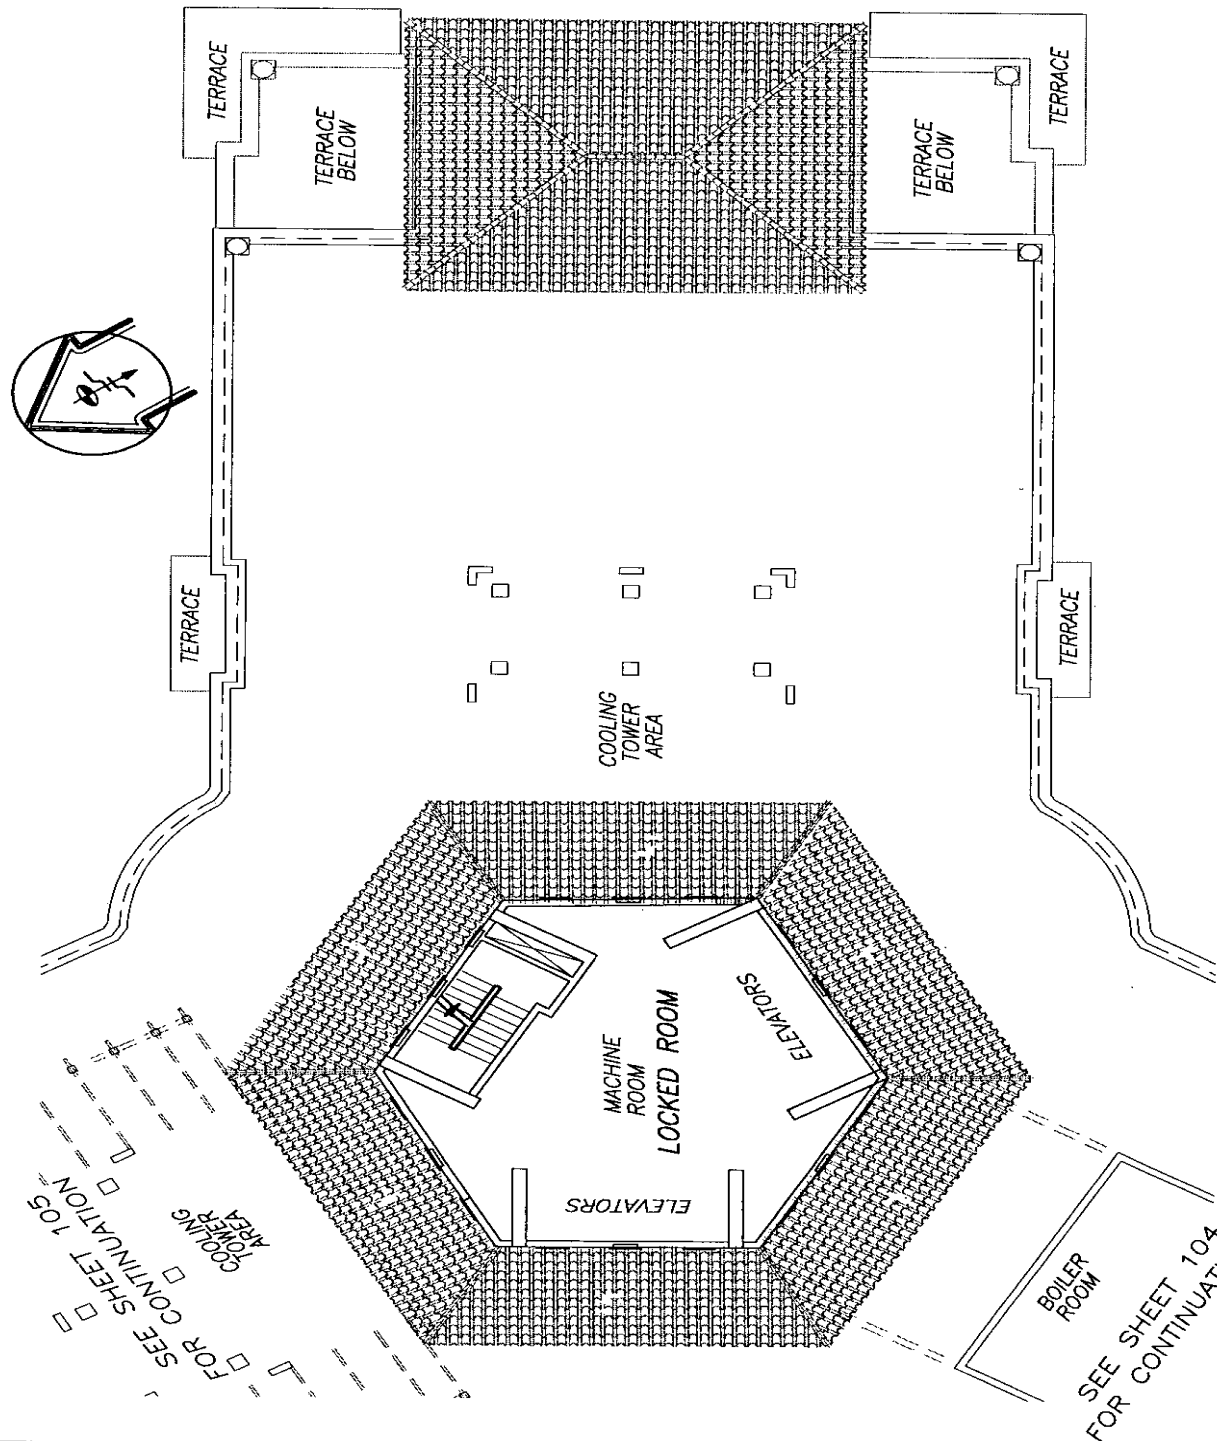 TERRACE
TERRACE
BELOW
TERRACE
BELOW
TERRACE
TERRACE
TERRACE
COOLING
TOWER
AREA
MACHINE
ROOM
LOCKED ROOM
ELEVATORS
ELEVATORS
SEE SHEET 105
FOR CONTINUATION
COOLING
TOWER
AREA
BOILER
ROOM
SEE SHEET 104
FOR CONTINUATI